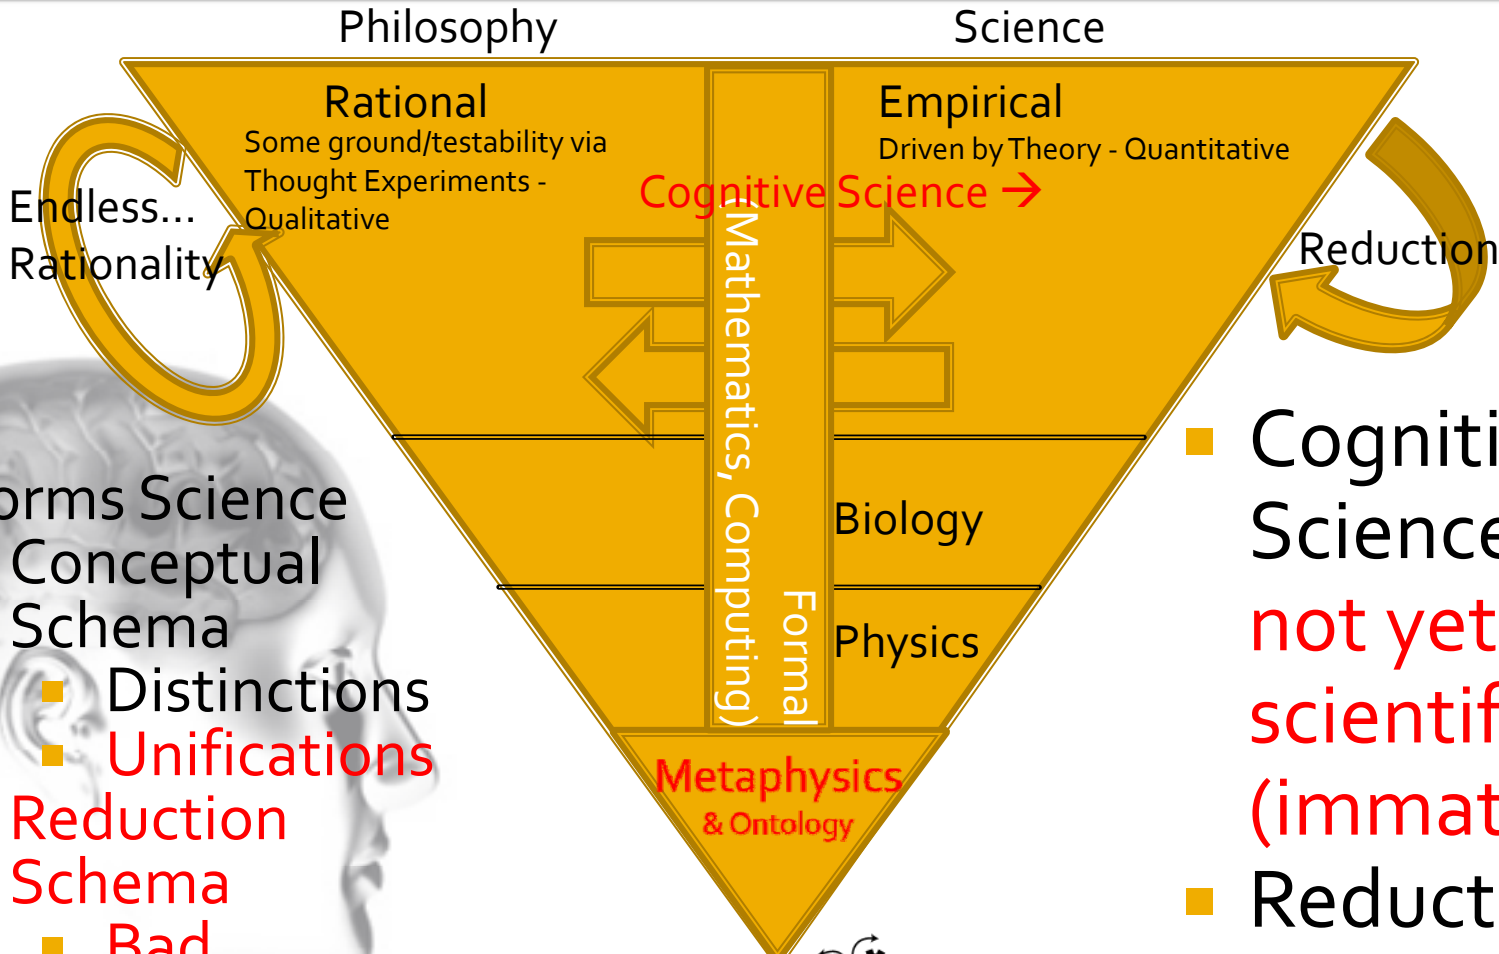 Philosophy
Science
Rational
Some ground/testability via
Thought Experiments -
Qualitative
Empirical
Driven by Theory - Quantitative
Cognitive Science →
Endless...
Rationality
Reduction
(Mathematics, Computing)
Formal
Biology
Physics
Metaphysics
& Ontology
orms Science
Conceptual
Schema
Distinctions
Unifications
Reduction
Schema
Bad
Cogniti
Science
not yet
scientif
(immat
Reduct